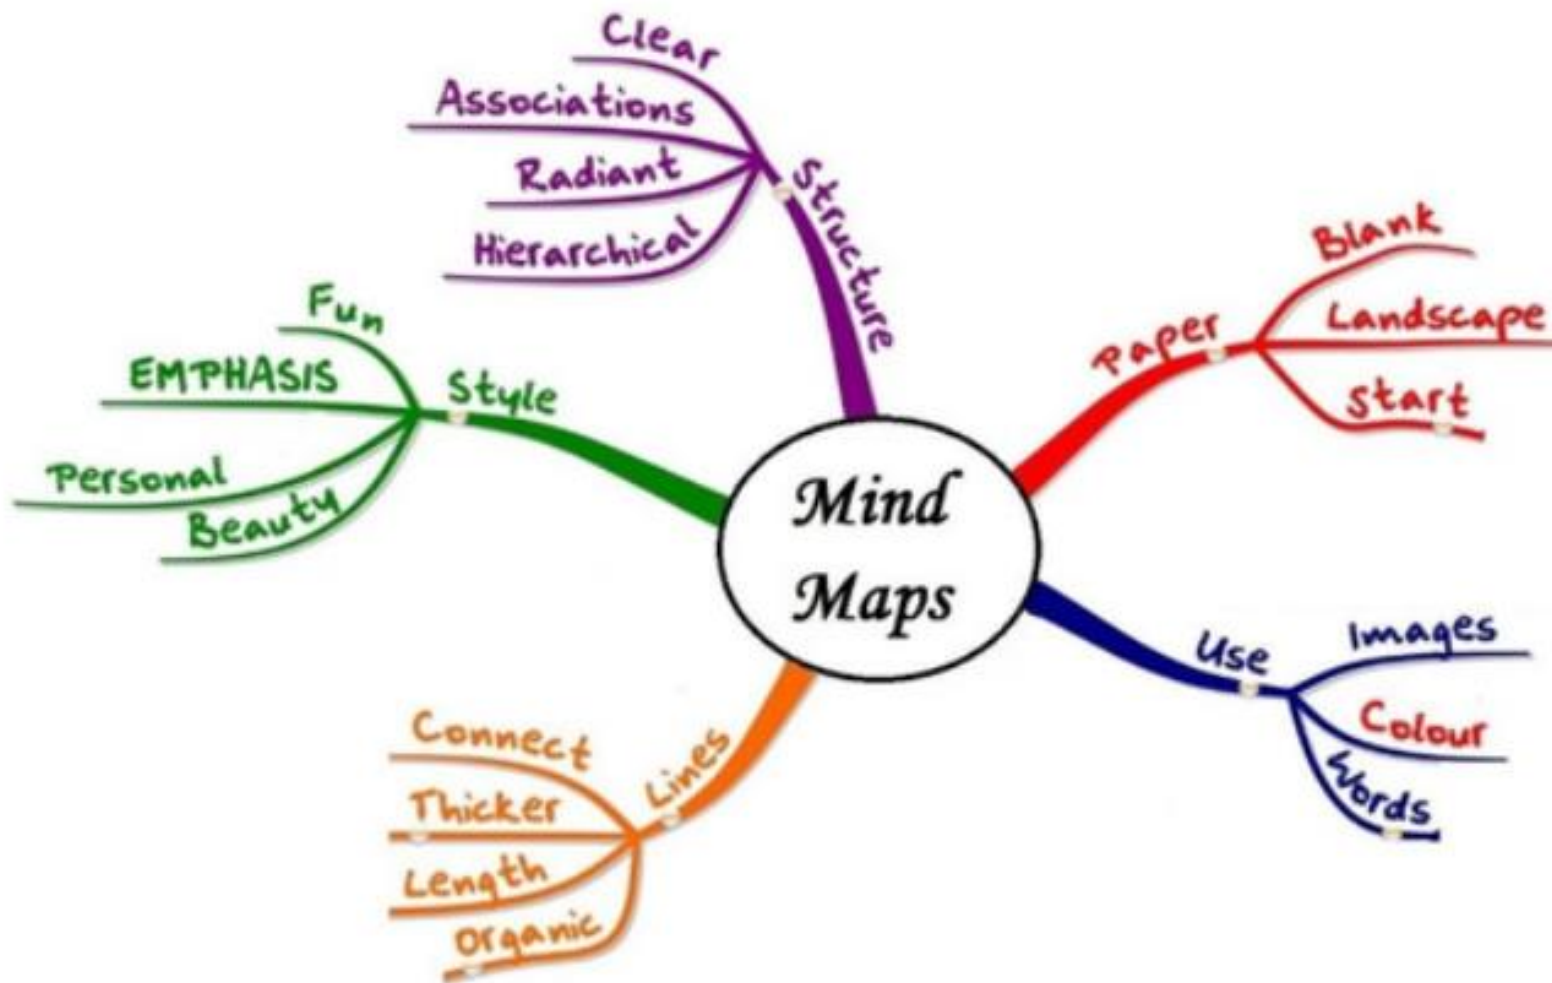 Mind
Maps
Structure
Clear
Associations
Radiant
Hierarchical
Paper
Blank
Landscape
Start
Use
Images
Colour
Words
Lines
Connect
Thicker
Length
Organic
Style
Fun
EMPHASIS
Personal
Beauty